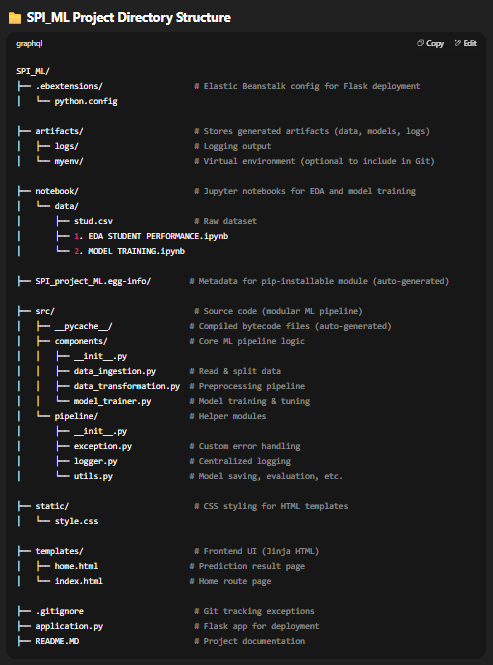 📁 SPI_ML Project Directory Structure
graphql Copy Edit
SPI_ML/
├── .ebextensions/ # Elastic Beanstalk config for Flask deployment
│ └── python.config
├── artifacts/ # Stores generated artifacts (data, models, logs)
│ ├── logs/ # Logging output
│ └── myenv/ # Virtual environment (optional to include in Git)
├── notebook/ # Jupyter notebooks for EDA and model training
│ └── data/
│ ├── stud.csv # Raw dataset
│ ├── 1. EDA STUDENT PERFORMANCE.ipynb
│ └── 2. MODEL TRAINING.ipynb
├── SPI_project_ML.egg-info/ # Metadata for pip-installable module (auto-generated)
├── src/ # Source code (modular ML pipeline)
│ ├── __pycache__/ # Compiled bytecode files (auto-generated)
│ ├── components/ # Core ML pipeline logic
│ │ ├── __init__.py
│ │ ├── data_ingestion.py # Read & split data
│ │ ├── data_transformation.py # Preprocessing pipeline
│ │ └── model_trainer.py # Model training & tuning
│ └── pipeline/ # Helper modules
│ ├── __init__.py
│ ├── exception.py # Custom error handling
│ ├── logger.py # Centralized logging
│ └── utils.py # Model saving, evaluation, etc.
├── static/ # CSS styling for HTML templates
│ └── style.css
├── templates/ # Frontend UI (Jinja HTML)
│ ├── home.html # Prediction result page
│ └── index.html # Home route page
├── .gitignore # Git tracking exceptions
├── application.py # Flask app for deployment
├── README.MD # Project documentation